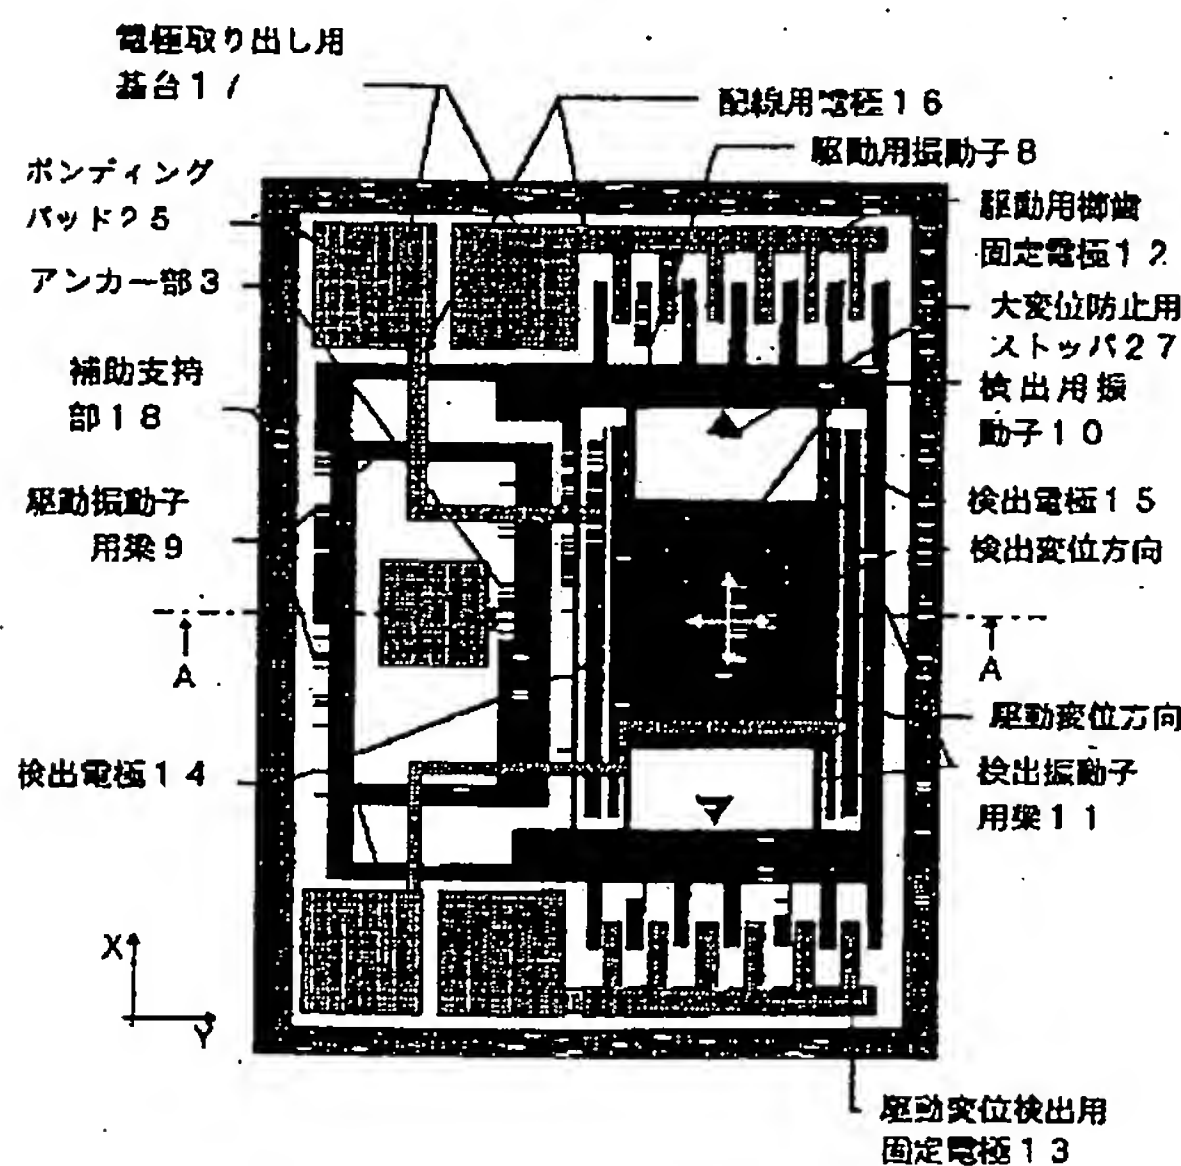 電極取り出し用
基台17
配線用電極16
駆動用振動子8
ボンディング
パッド25
駆動用櫛歯
固定電極12
アンカー部3
大変位防止用
ストッパ27
補助支持
部18
検出用振
動子10
駆動振動子
用梁9
検出電極15
検出変位方向
A
A
駆動変位方向
検出電極14
検出振動子
用梁11
X
Y
駆動変位検出用
固定電極13